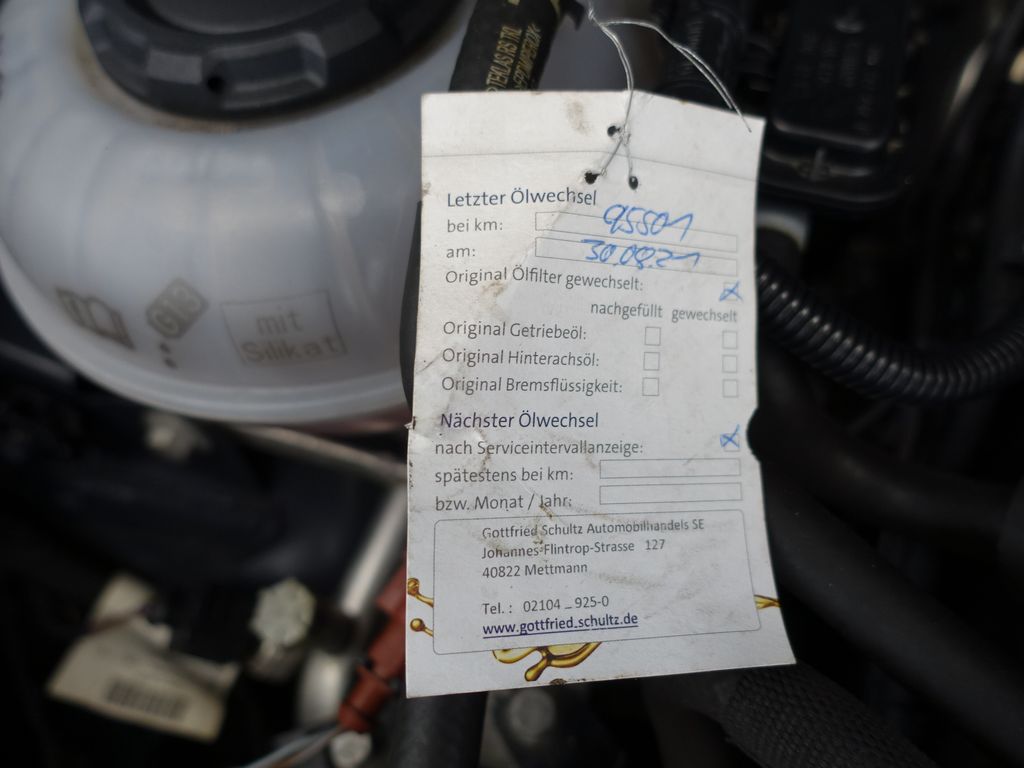 Letzter Ölwechsel
bei km: 95501
am: 30.08.21
Original Ölfilter gewechselt:
nachgefüllt gewechselt
Original Getriebeöl:
Original Hinterachsöl:
Original Bremsflüssigkeit:
Nächster Ölwechsel
nach Serviceintervallanzeige:
spätestens bei km:
bzw. Monat / Jahr:
Gottfried Schultz Automobilhandels SE
Johannes-Flintrop-Strasse 127
40822 Mettmann
Tel. : 02104 _ 925-0
www.gottfried.schultz.de
mit
Silikat